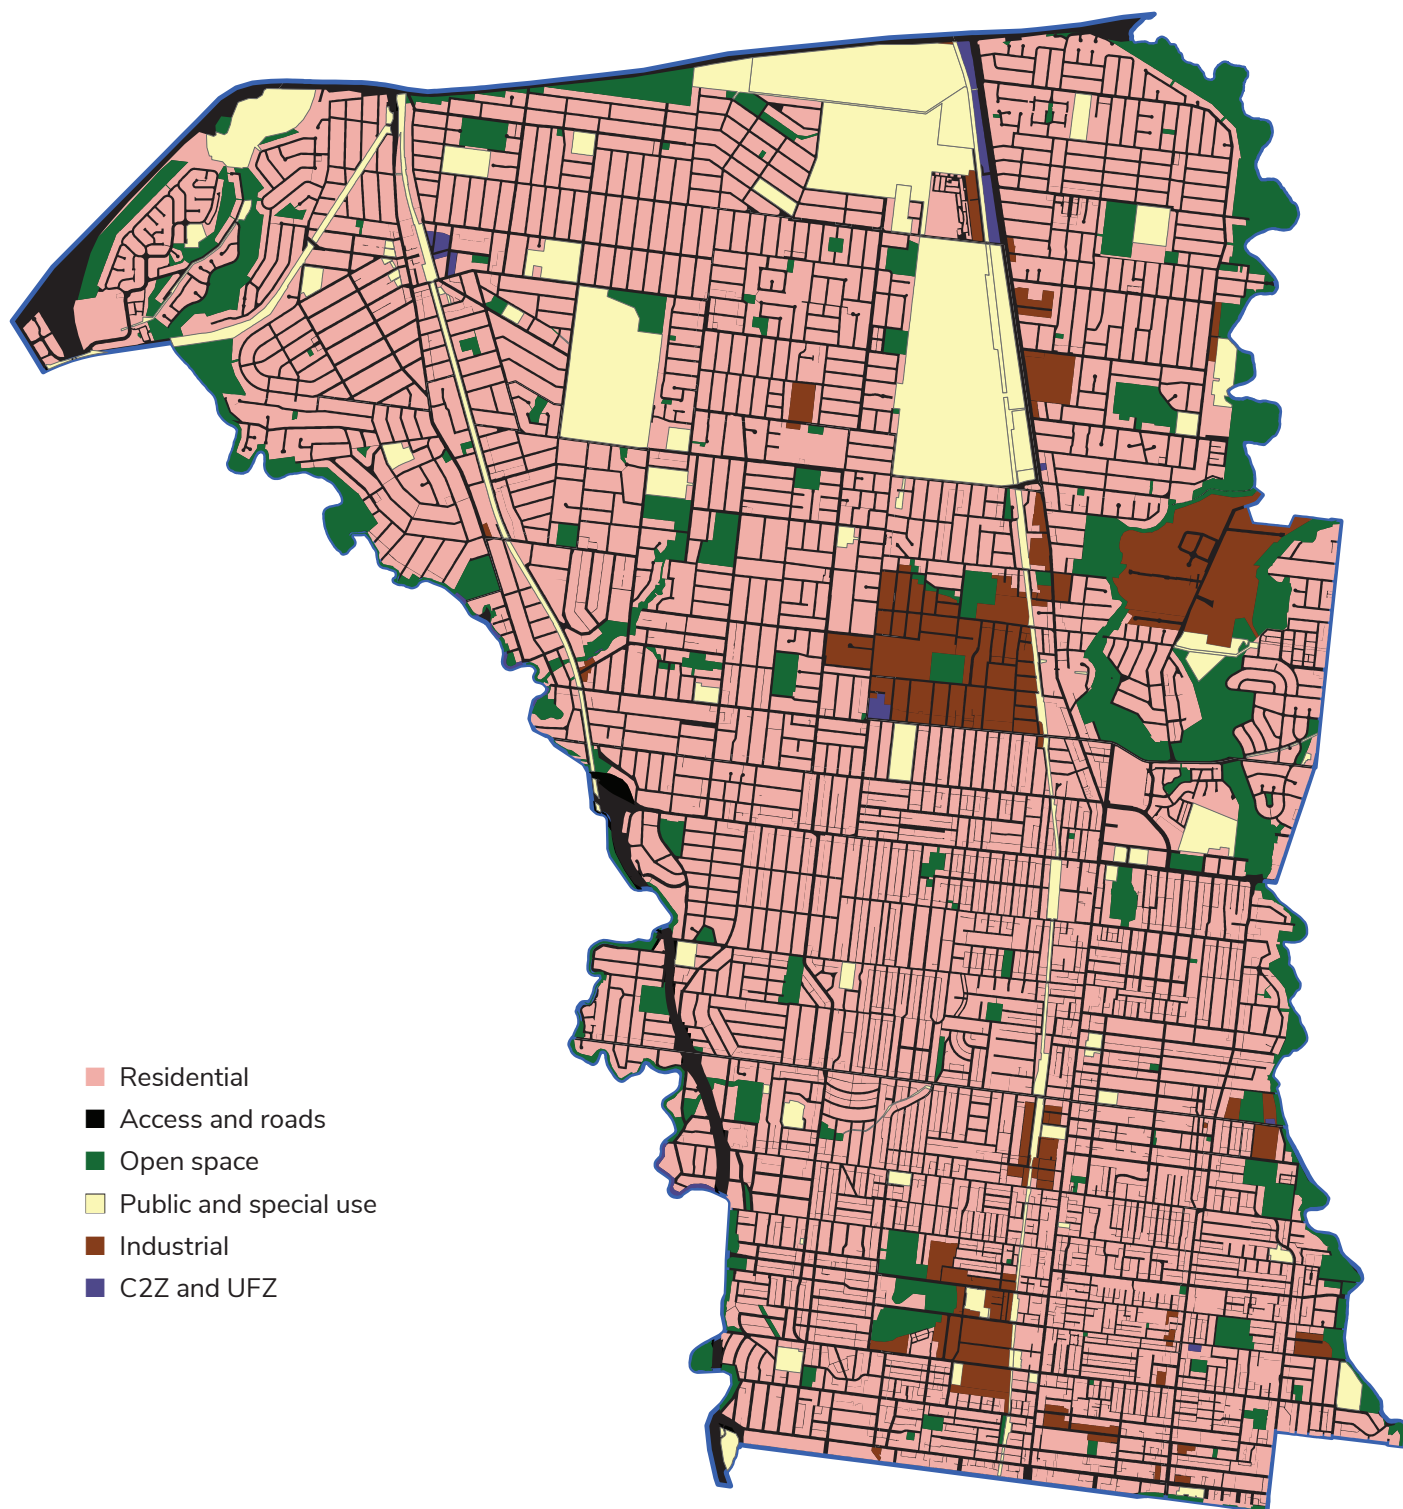 Residential
Access and roads
Open space
Public and special use
Industrial
C2Z and UFZ